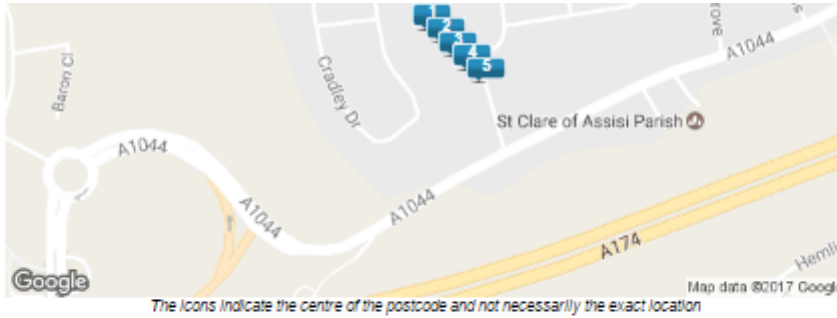 1
2
3
4
5
A1044
Baron Cl
Cradley Dr
St Clare of Assisi Parish
A1044
A1044
A1044
A174
Google
Map data ©2017 Google
The icons indicate the centre of the postcode and not necessarily the exact location